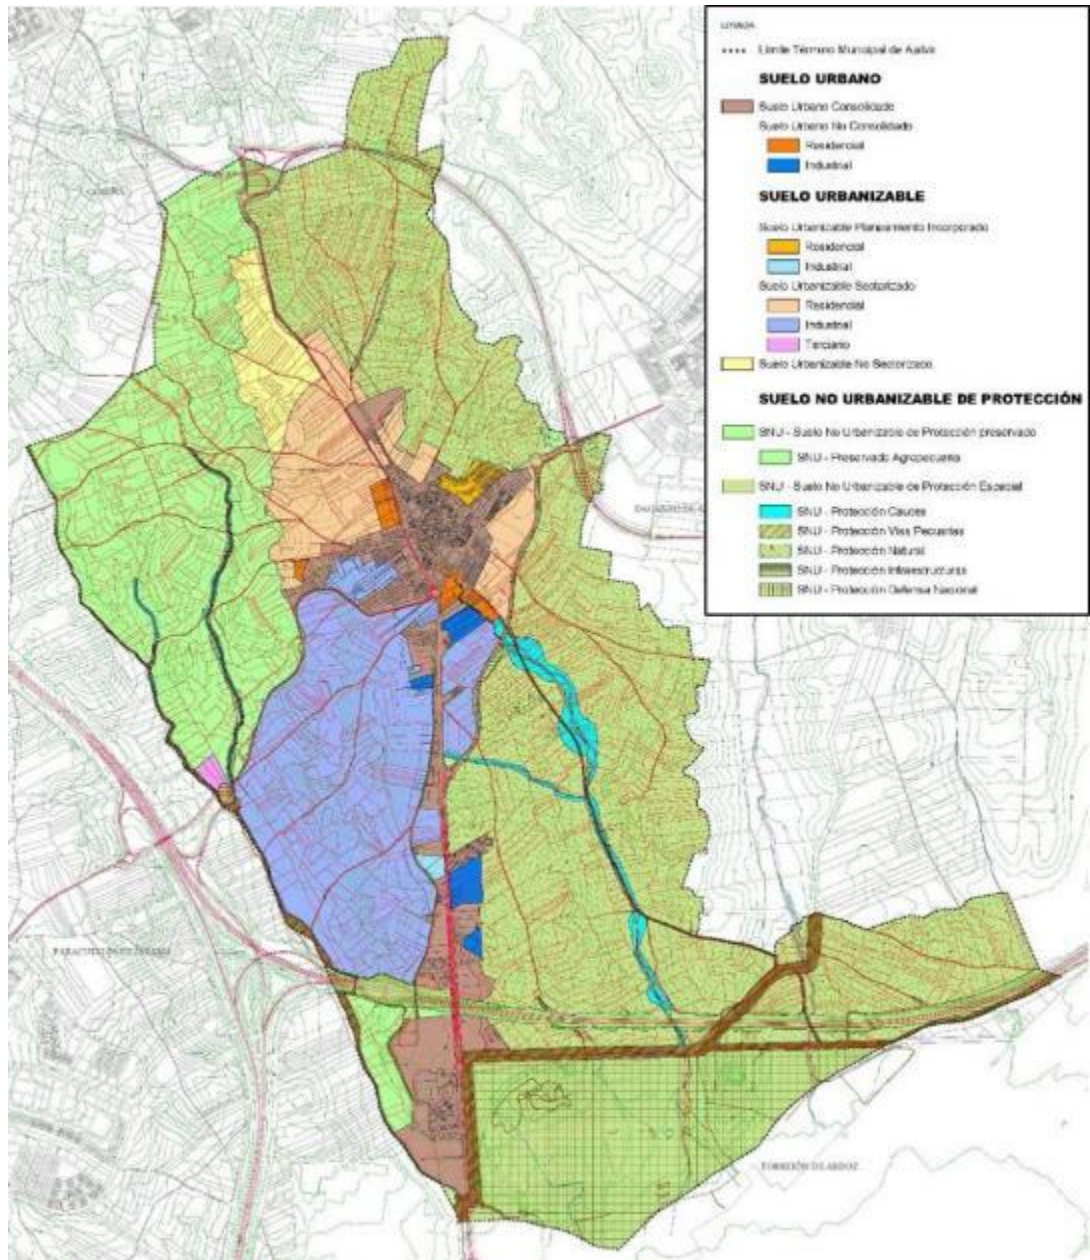 LEYENDA
Límite Término Municipal de Ajalvir
SUELO URBANO
Suelo Urbano Consolidado
Suelo Urbano No Consolidado
Residencial
Industrial
SUELO URBANIZABLE
Suelo Urbanizable Planeamiento Incorporado
Residencial
Industrial
Suelo Urbanizable Sectorizado
Residencial
Industrial
Terciario
Suelo Urbanizable No Sectorizado
SUELO NO URBANIZABLE DE PROTECCIÓN
SNU - Suelo No Urbanizable de Protección preservado
SNU - Preservado Agropecuario
SNU - Suelo No Urbanizable de Protección Especial
SNU - Protección Cauces
SNU - Protección Vías Pecuarias
SNU - Protección Natural
SNU - Protección Infraestructuras
SNU - Protección Defensa Nacional
PARACUELLOS DE JARAMA
TORREJÓN DE ARDOZ